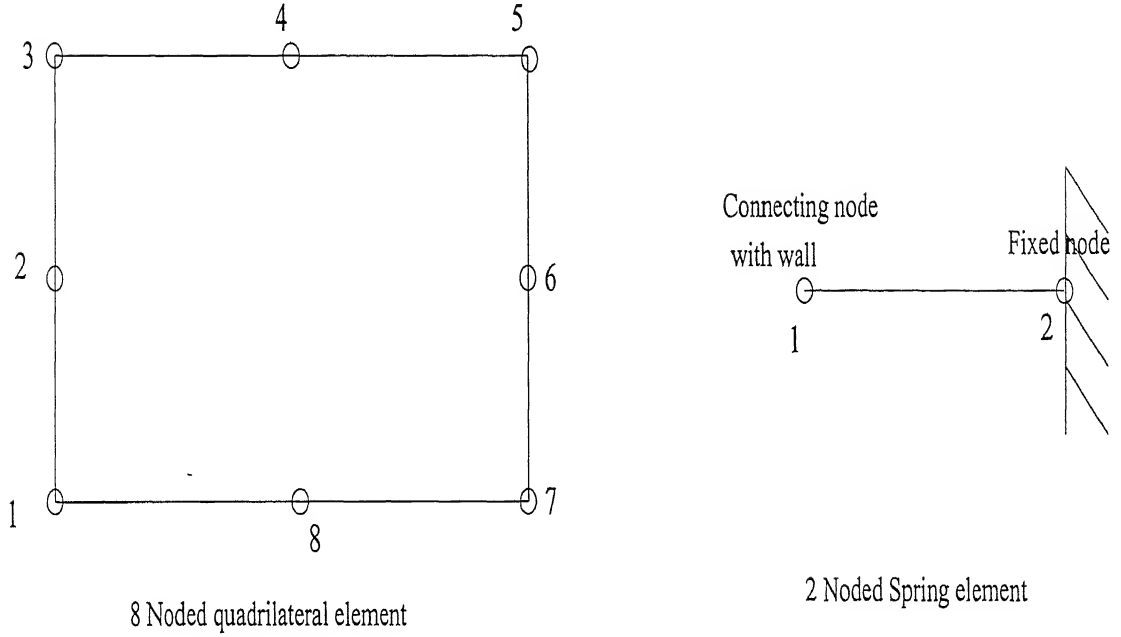 4
5
3
Connecting node
Fixed node
with wall
2
6
1
2
1
7
8
2 Noded Spring element
8 Noded quadrilateral element